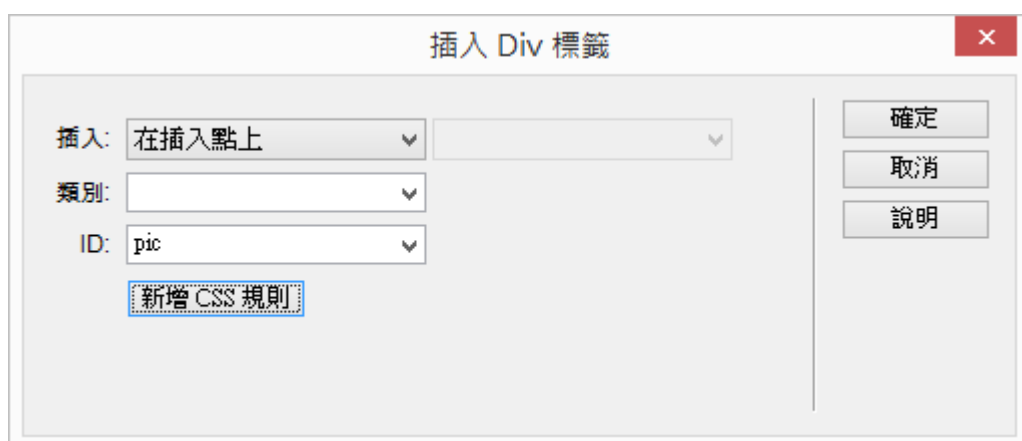 插入 Div 標籤
插入: 在插入點上
確定
取消
類別:
說明
ID: pic
新增 CSS 規則